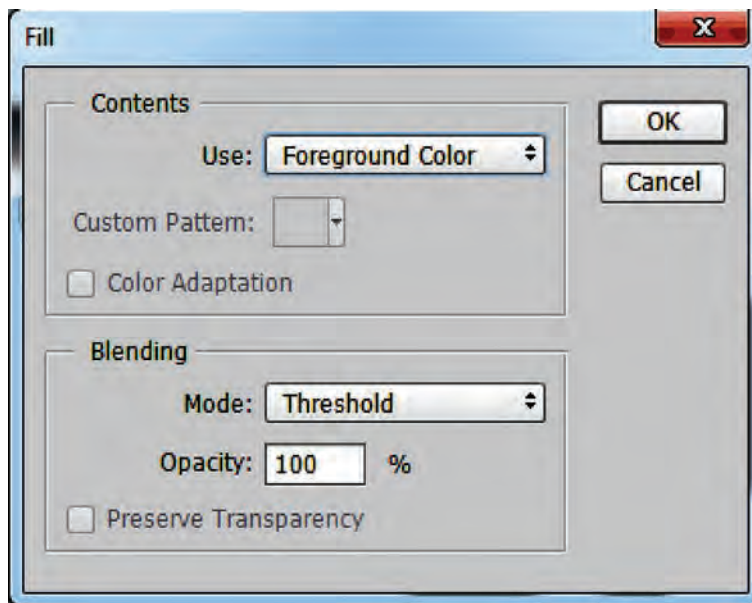 Fill
Contents
Use: Foreground Color
Custom Pattern:
Color Adaptation
OK
Cancel
Blending
Mode: Threshold
Opacity: 100 %
Preserve Transparency